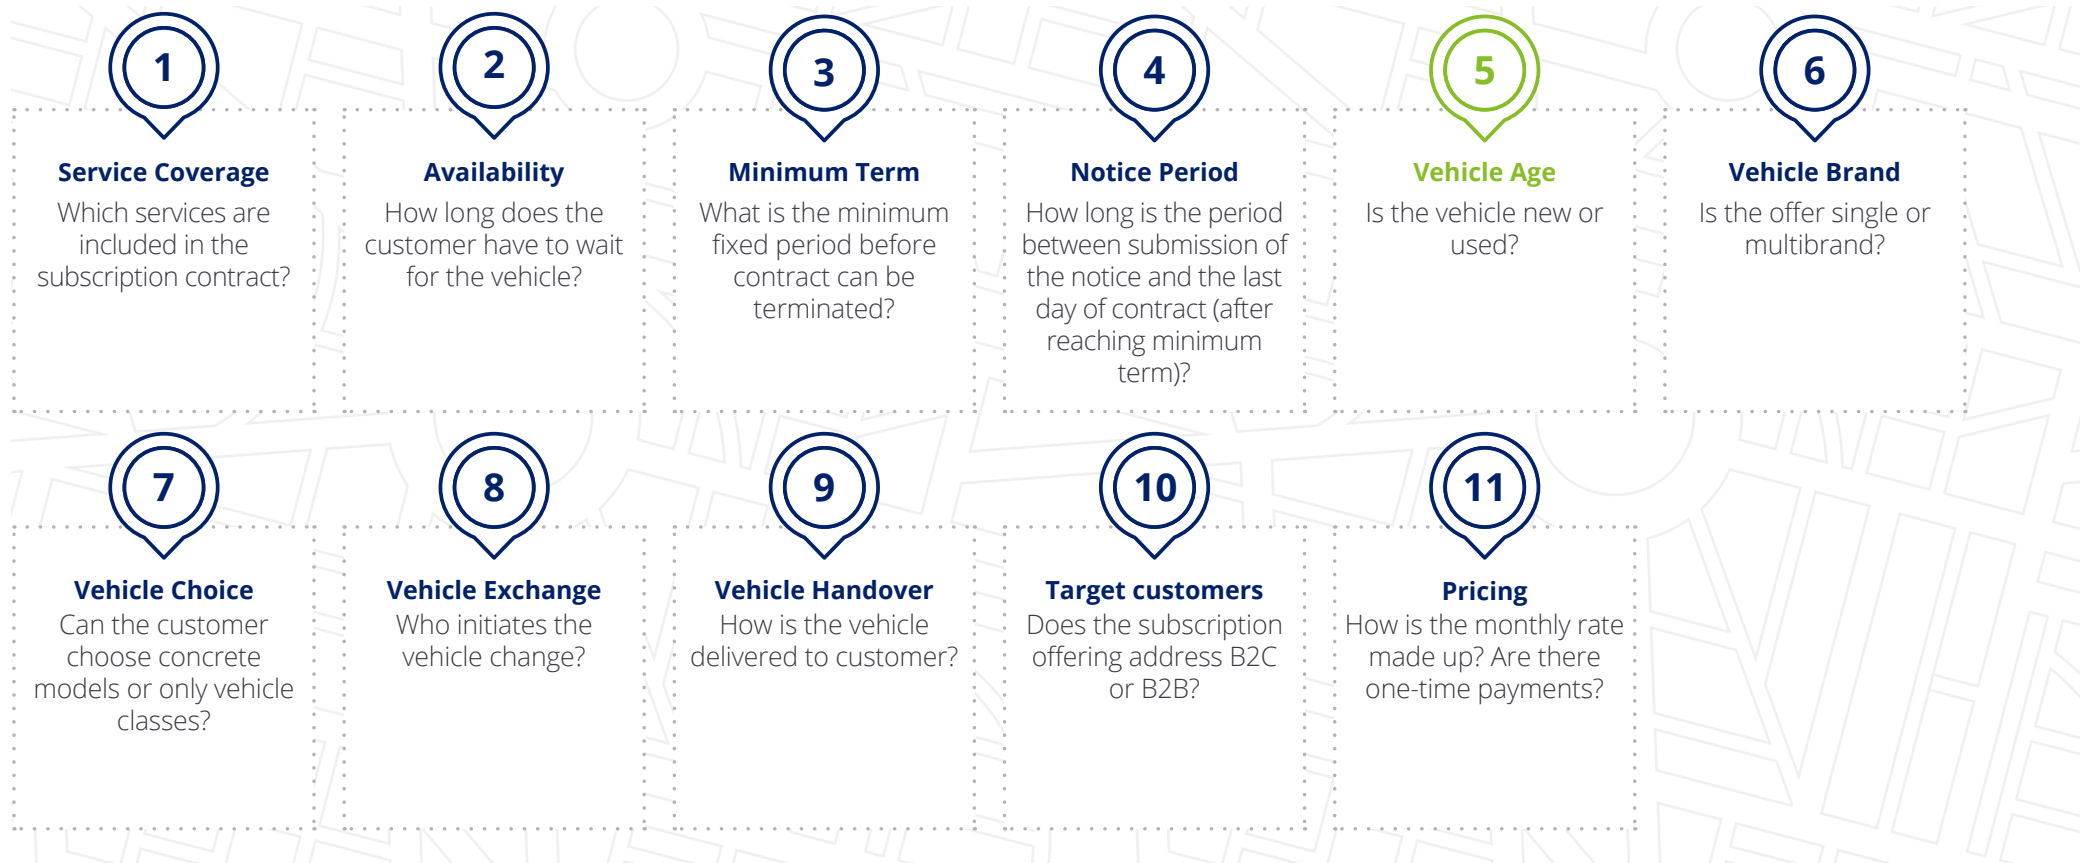 1
Service Coverage
Which services are
included in the
subscription contract?
2
Availability
How long does the
customer have to wait
for the vehicle?
3
Minimum Term
What is the minimum
fixed period before
contract can be
terminated?
4
Notice Period
How long is the period
between submission of
the notice and the last
day of contract (after
reaching minimum
term)?
5
Vehicle Age
Is the vehicle new or
used?
6
Vehicle Brand
Is the offer single or
multibrand?
7
Vehicle Choice
Can the customer
choose concrete
models or only vehicle
classes?
8
Vehicle Exchange
Who initiates the
vehicle change?
9
Vehicle Handover
How is the vehicle
delivered to customer?
10
Target customers
Does the subscription
offering address B2C
or B2B?
11
Pricing
How is the monthly rate
made up? Are there
one-time payments?